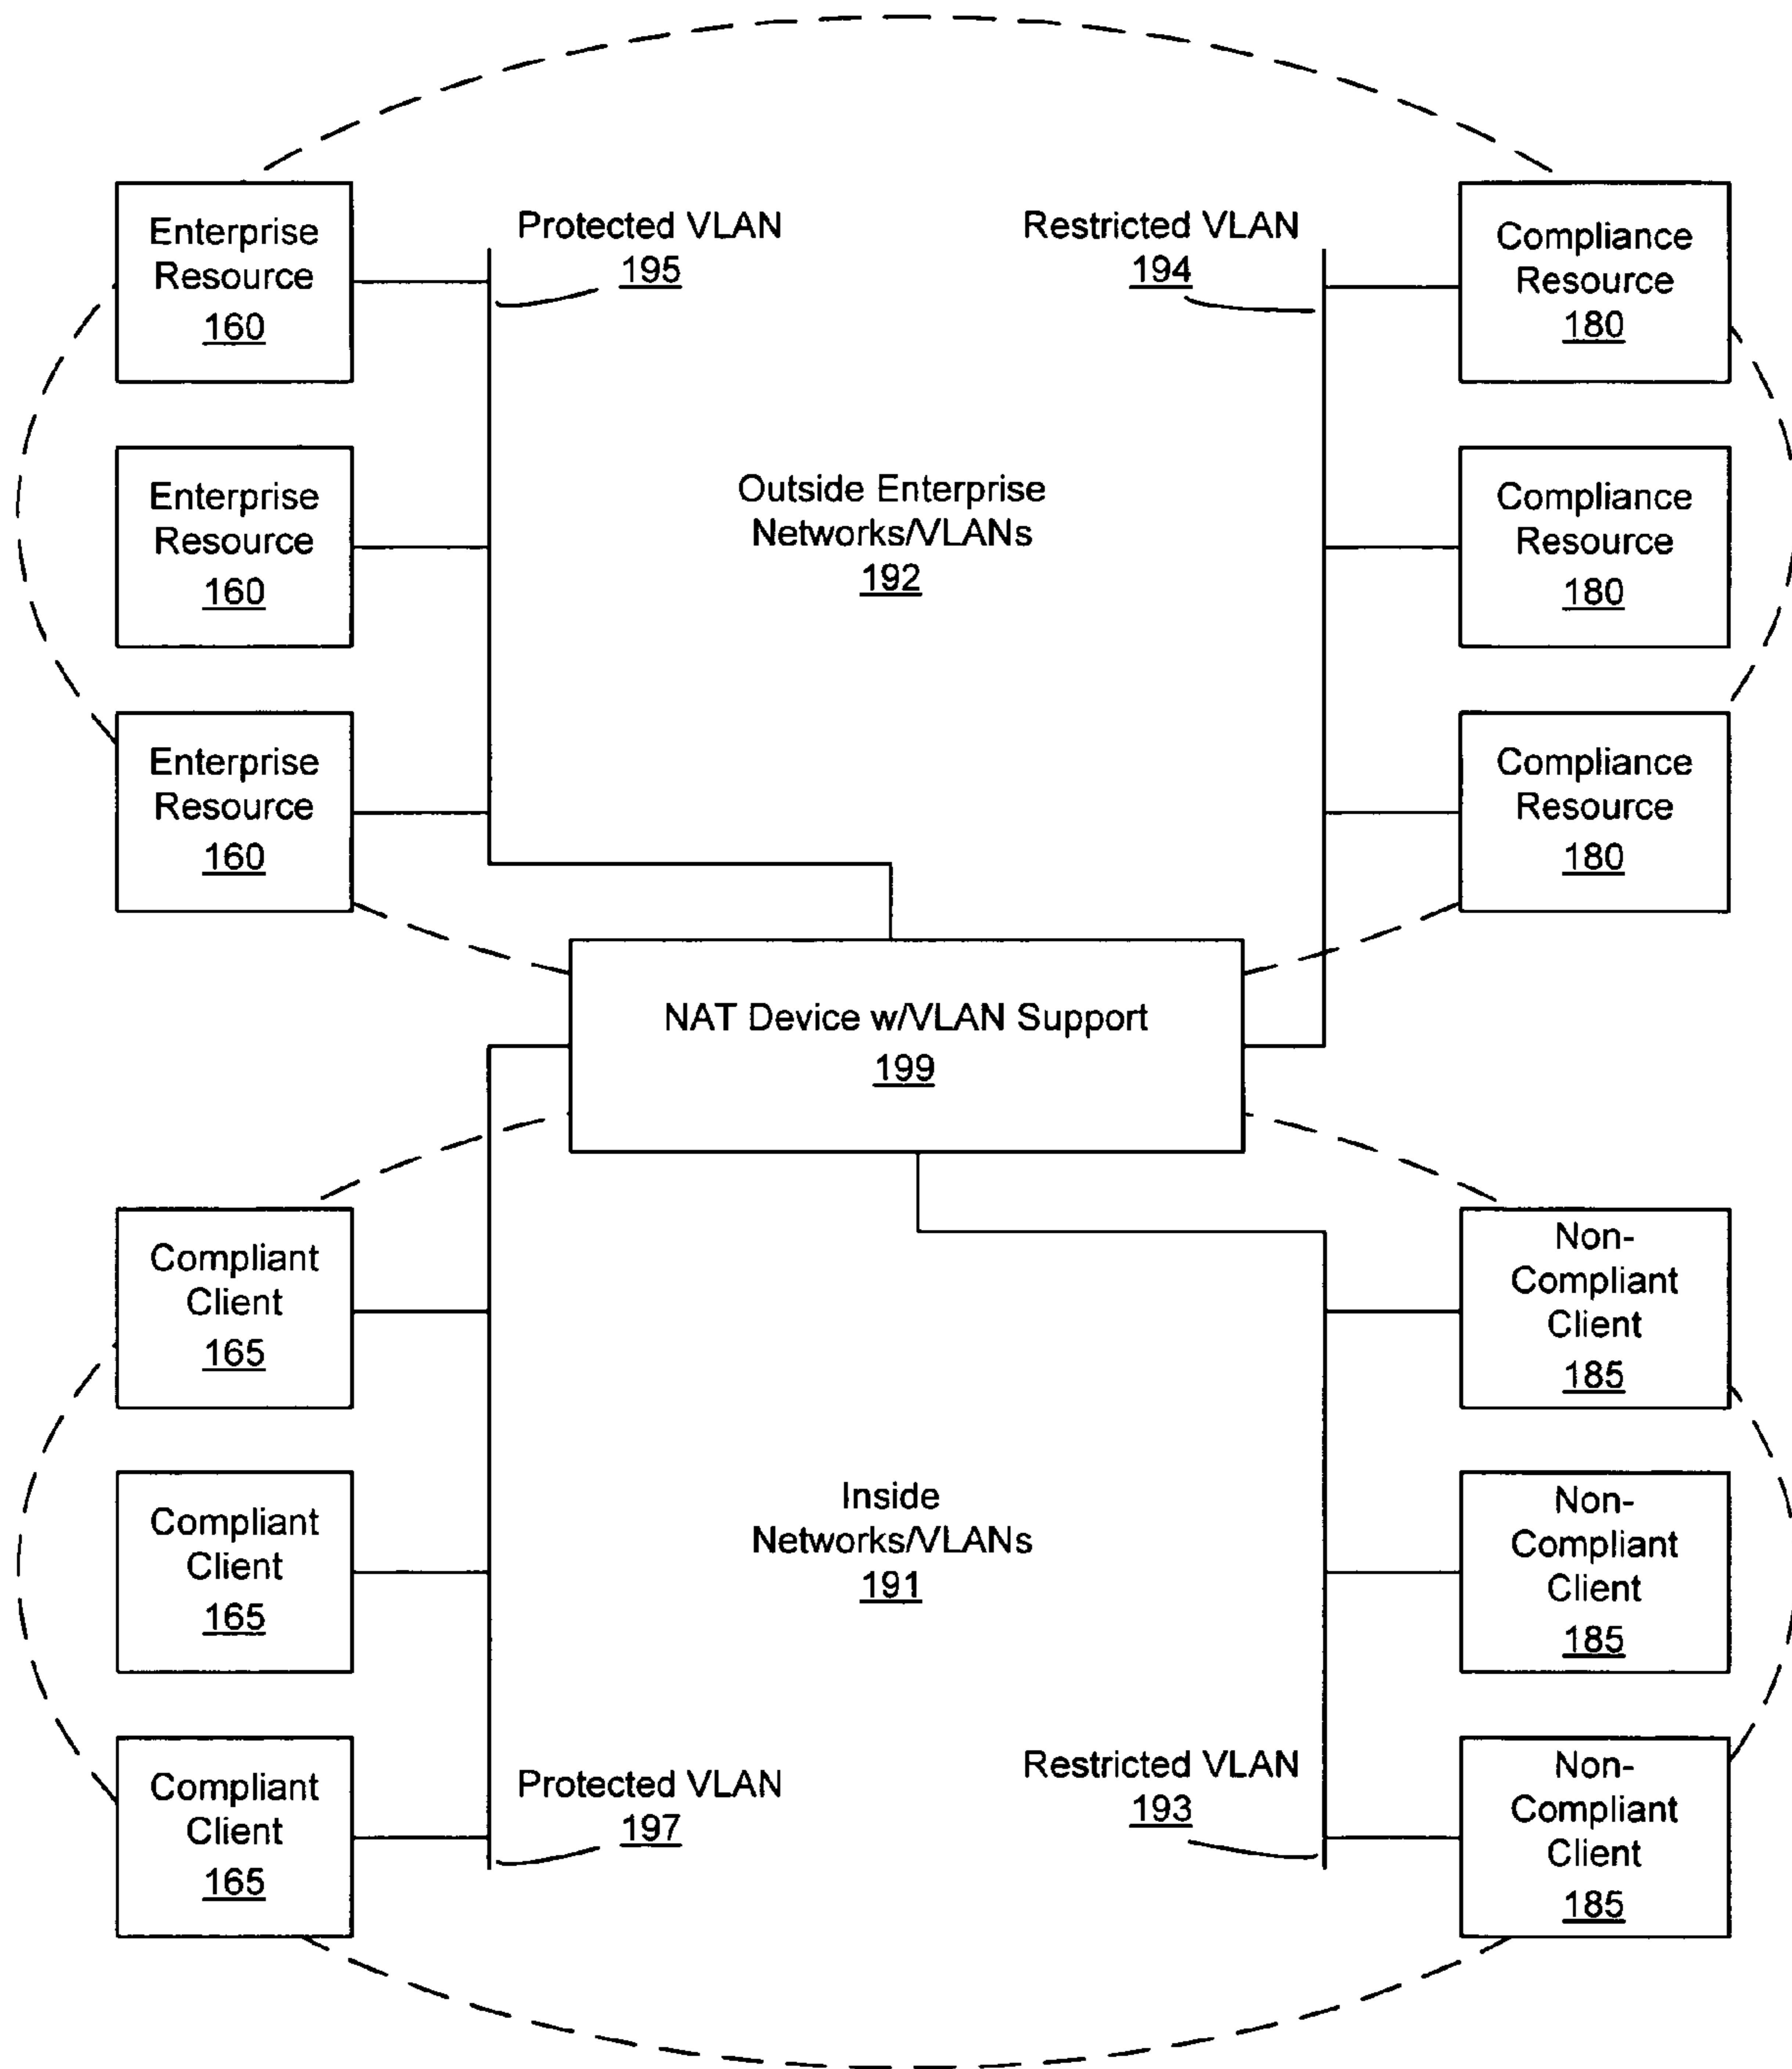 Enterprise
Resource
160
Protected VLAN
195
Restricted VLAN
194
Compliance
Resource
180
Enterprise
Resource
160
Outside Enterprise
Networks/VLANs
192
Compliance
Resource
180
Enterprise
Resource
160
Compliance
Resource
180
NAT Device w/VLAN Support
199
Compliant
Client
165
Non-
Compliant
Client
185
Compliant
Client
165
Inside
Networks/VLANs
191
Non-
Compliant
Client
185
Compliant
Client
165
Protected VLAN
197
Restricted VLAN
193
Non-
Compliant
Client
185